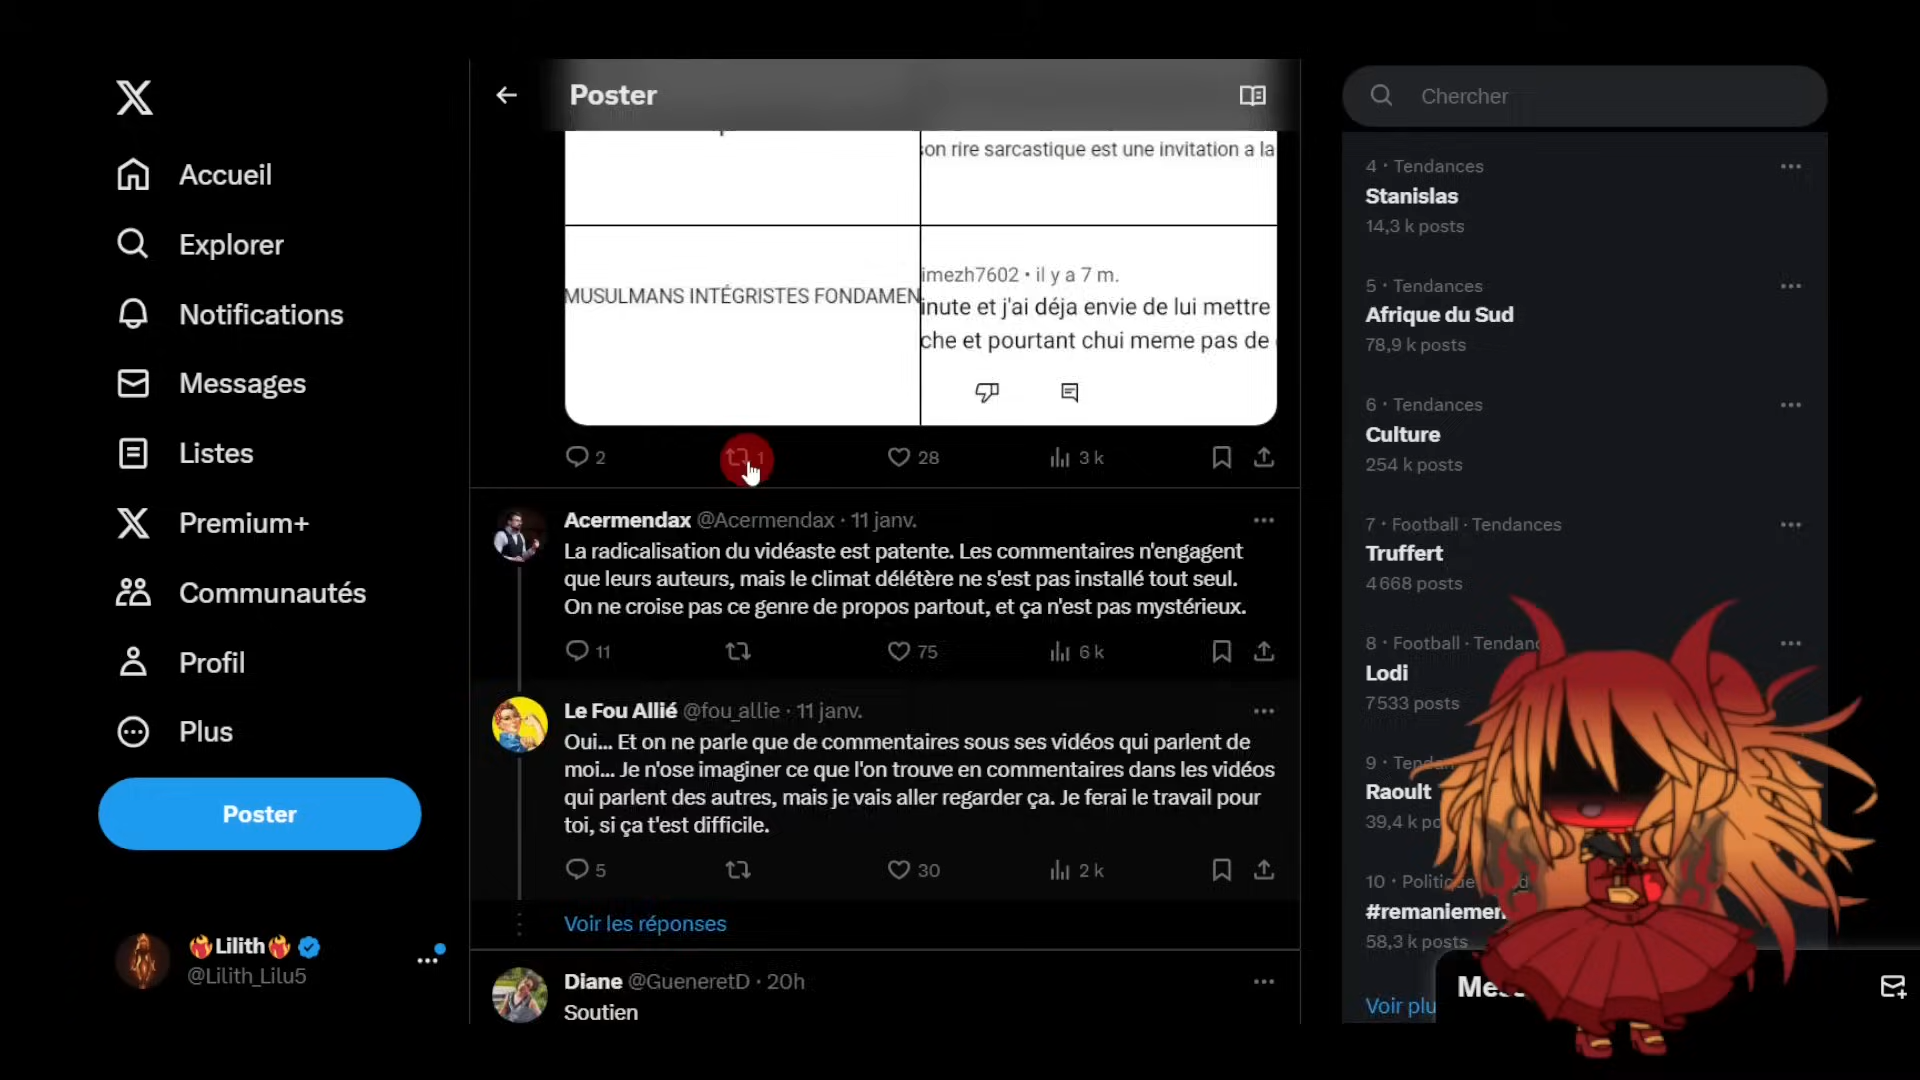 Accueil
Explorer
Notifications
Messages
Listes
Premium+
Communautés
Profil
Plus
Poster
🔥Lilith🔥
@Lilith_Lilu5
Poster
son rire sarcastique est une invitation a la
MUSULMANS INTÉGRISTES FONDAMEN
imezh7602 • il y a 7 m.
inute et j'ai déja envie de lui mettre
che et pourtant chui meme pas de
2 1 28 3 k
Acermendax @Acermendax · 11 janv.
La radicalisation du vidéaste est patente. Les commentaires n'engagent
que leurs auteurs, mais le climat délétère ne s'est pas installé tout seul.
On ne croise pas ce genre de propos partout, et ça n'est pas mystérieux.
11 75 6 k
Le Fou Allié @fou_allie · 11 janv.
Oui... Et on ne parle que de commentaires sous ses vidéos qui parlent de
moi... Je n'ose imaginer ce que l'on trouve en commentaires dans les vidéos
qui parlent des autres, mais je vais aller regarder ça. Je ferai le travail pour
toi, si ça t'est difficile.
5 30 2 k
Voir les réponses
Diane @GueneretD · 20h
Soutien
Chercher
4 · Tendances
Stanislas
14,3 k posts
5 · Tendances
Afrique du Sud
78,9 k posts
6 · Tendances
Culture
254 k posts
7 · Football · Tendances
Truffert
4 668 posts
8 · Football · Tendanc
Lodi
7 533 posts
9 · Tendan
Raoult
39,4 k po
10 · Politique
#remaniemen
58,3 k posts
Voir plu
Mess